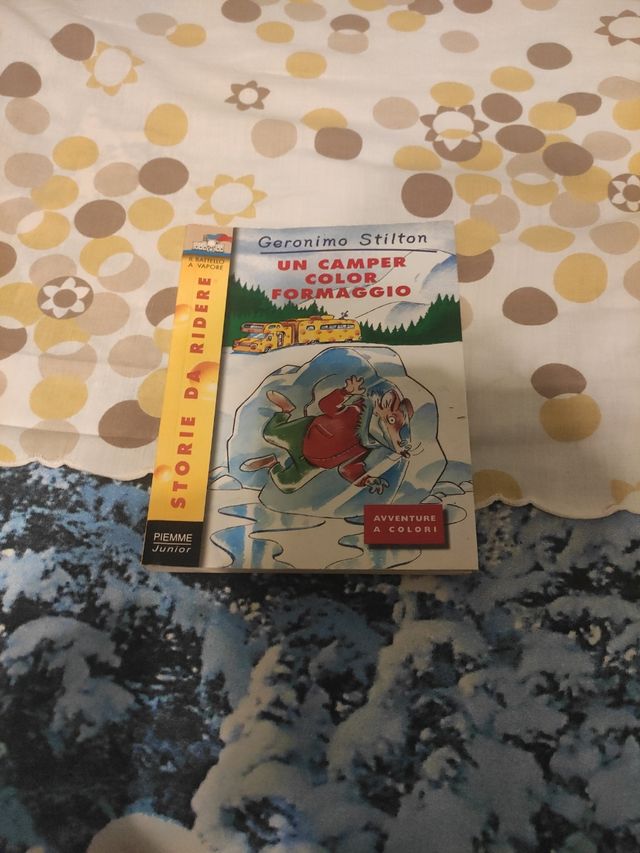 IL BATTELLO
A VAPORE
STORIE DA RIDERE
PIEMME
Junior
Geronimo Stilton
UN CAMPER
COLOR
FORMAGGIO
AVVENTURE
A COLORI